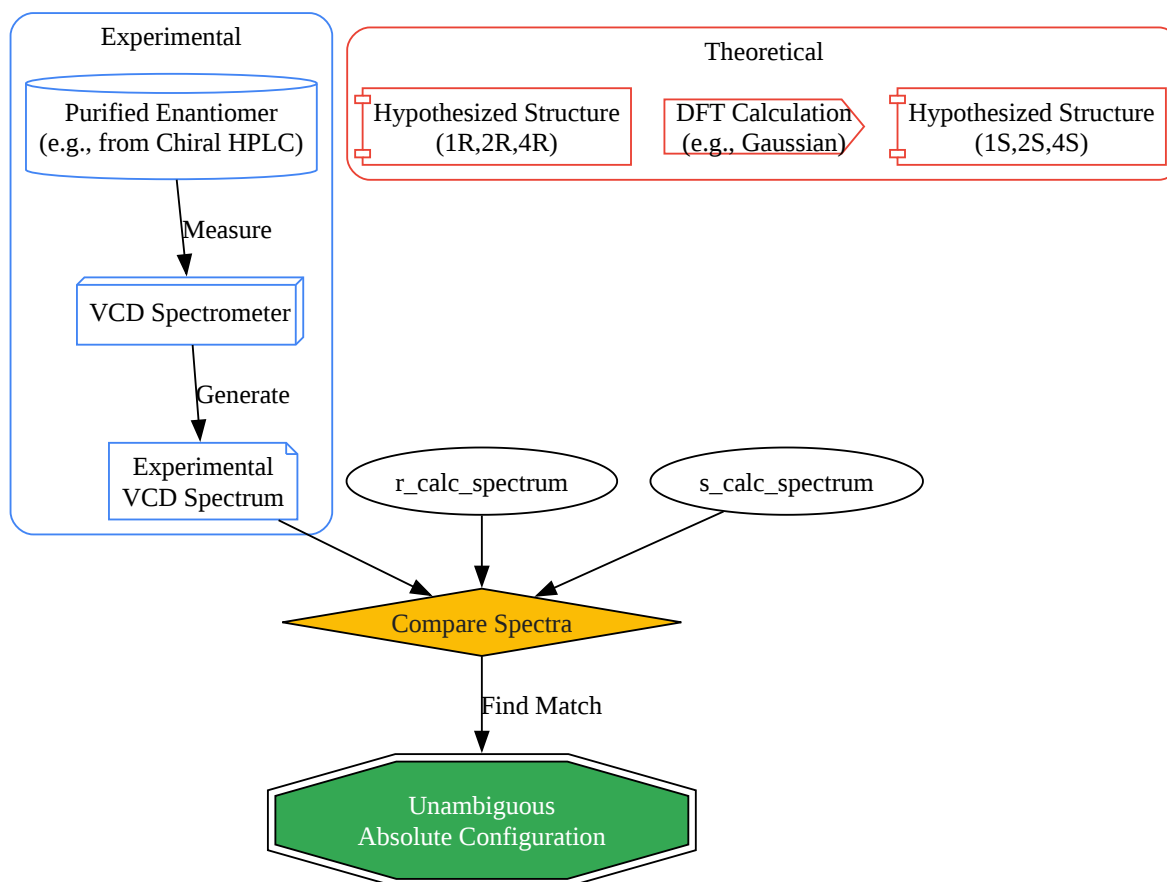 Experimental
Purified Enantiomer
(e.g., from Chiral HPLC)
Measure
VCD Spectrometer
Generate
Experimental
VCD Spectrum
Theoretical
Hypothesized Structure
(1R,2R,4R)
DFT Calculation
(e.g., Gaussian)
Hypothesized Structure
(1S,2S,4S)
r_calc_spectrum
s_calc_spectrum
Compare Spectra
Find Match
Unambiguous
Absolute Configuration